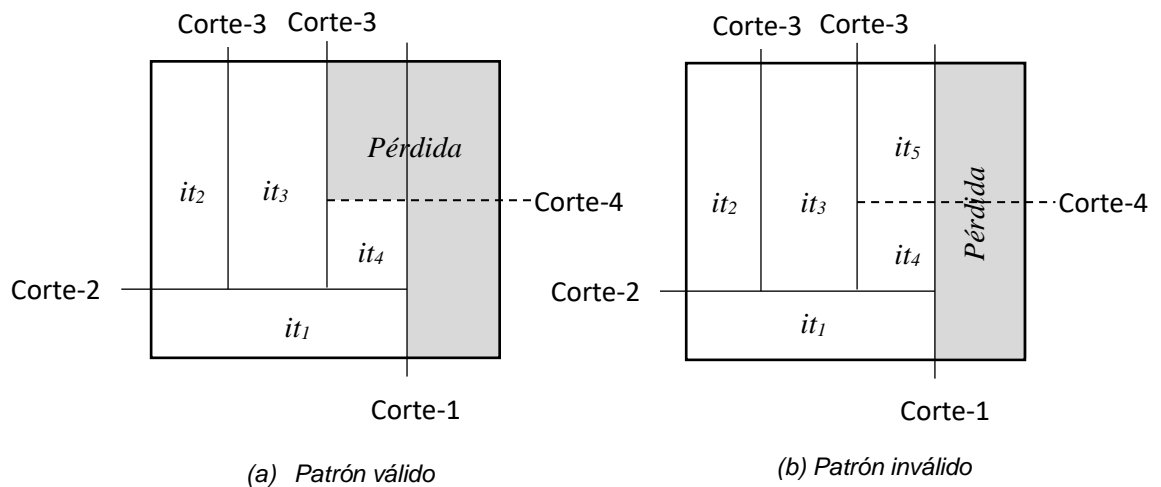 Corte-3
Corte-3
Pérdida
it2
it3
Corte-4
it4
Corte-2
it1
Corte-1
(a) Patrón válido
Corte-3
Corte-3
it5
Pérdida
it2
it3
Corte-4
it4
Corte-2
it1
Corte-1
(b) Patrón inválido